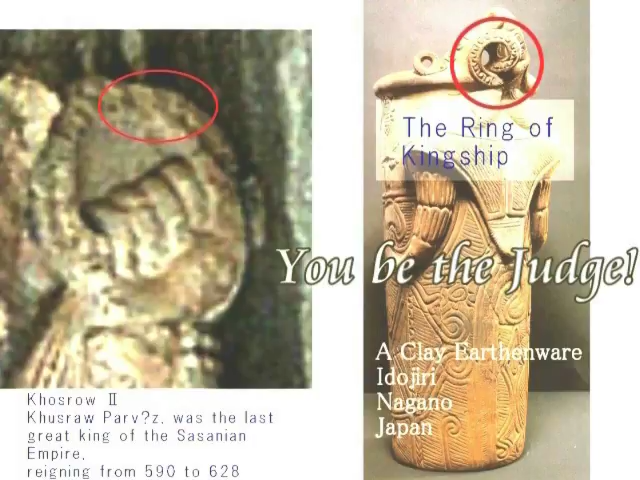 The Ring of
Kingship
You be the Judge!
A Clay Earthenware
Idojiri
Nagano
Japan
Khosrow Ⅱ
Khusraw Parv?z, was the last
great king of the Sasanian
Empire,
reigning from 590 to 628